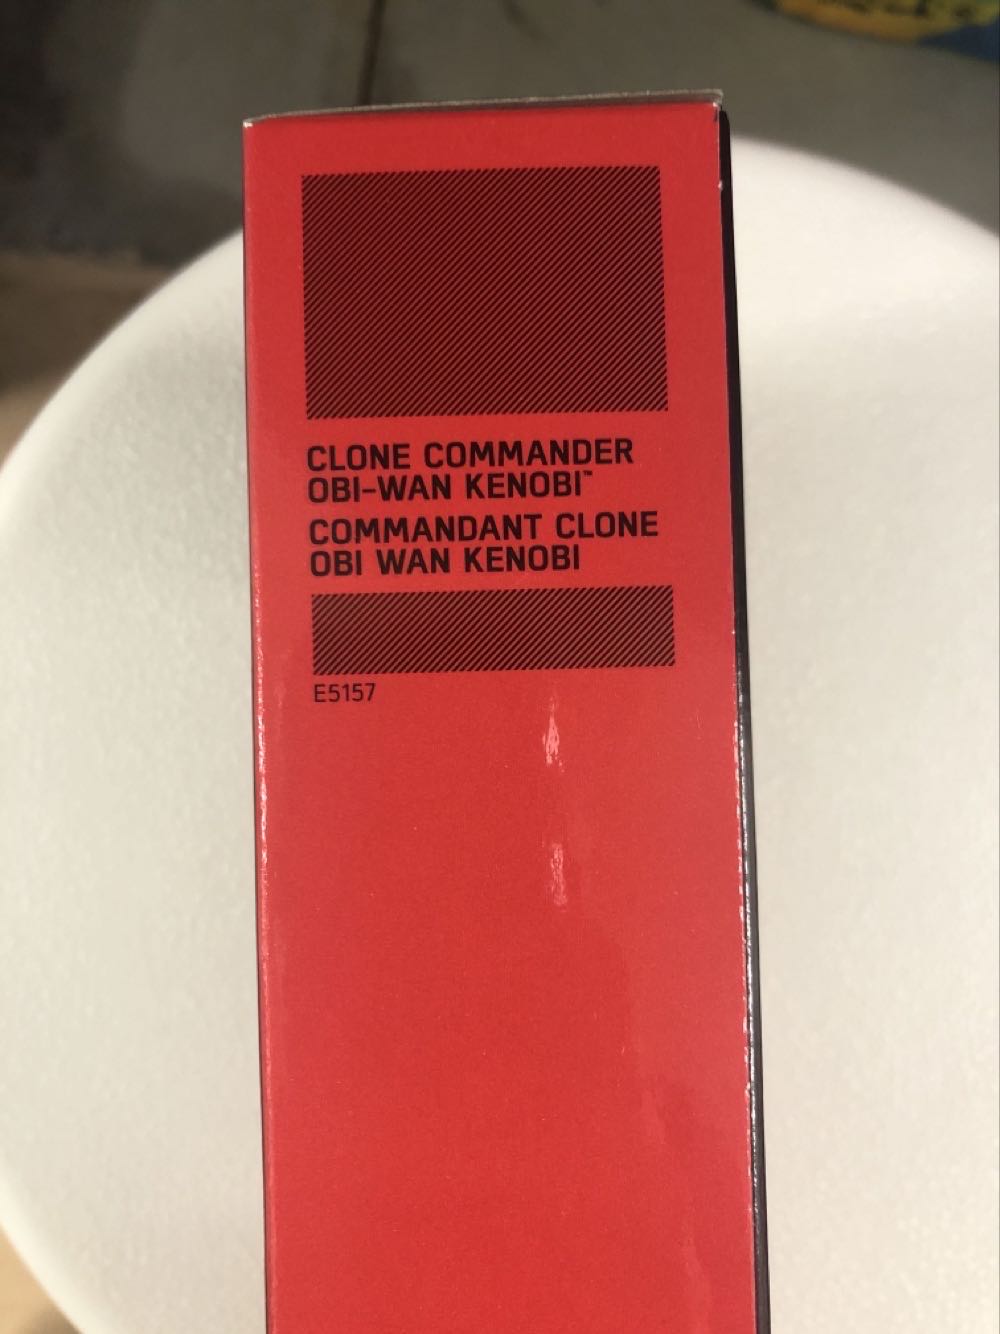 CLONE COMMANDER
OBI-WAN KENOBI™
COMMANDANT CLONE
OBI WAN KENOBI
E5157